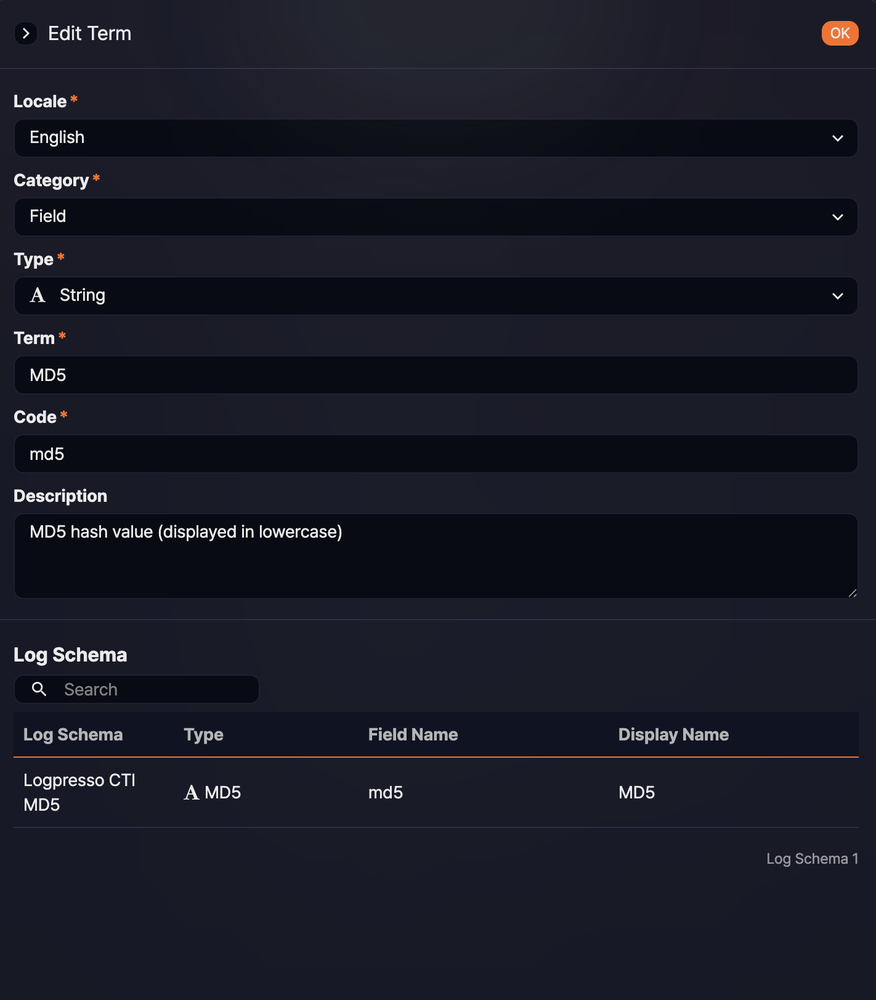 Edit Term
OK
Locale *
English
Category *
Field
Type *
A String
Term *
MD5
Code *
md5
Description
MD5 hash value (displayed in lowercase)
Log Schema
Search
Log Schema Type Field Name Display Name
Logpresso CTI
MD5
A MD5 md5 MD5
Log Schema 1